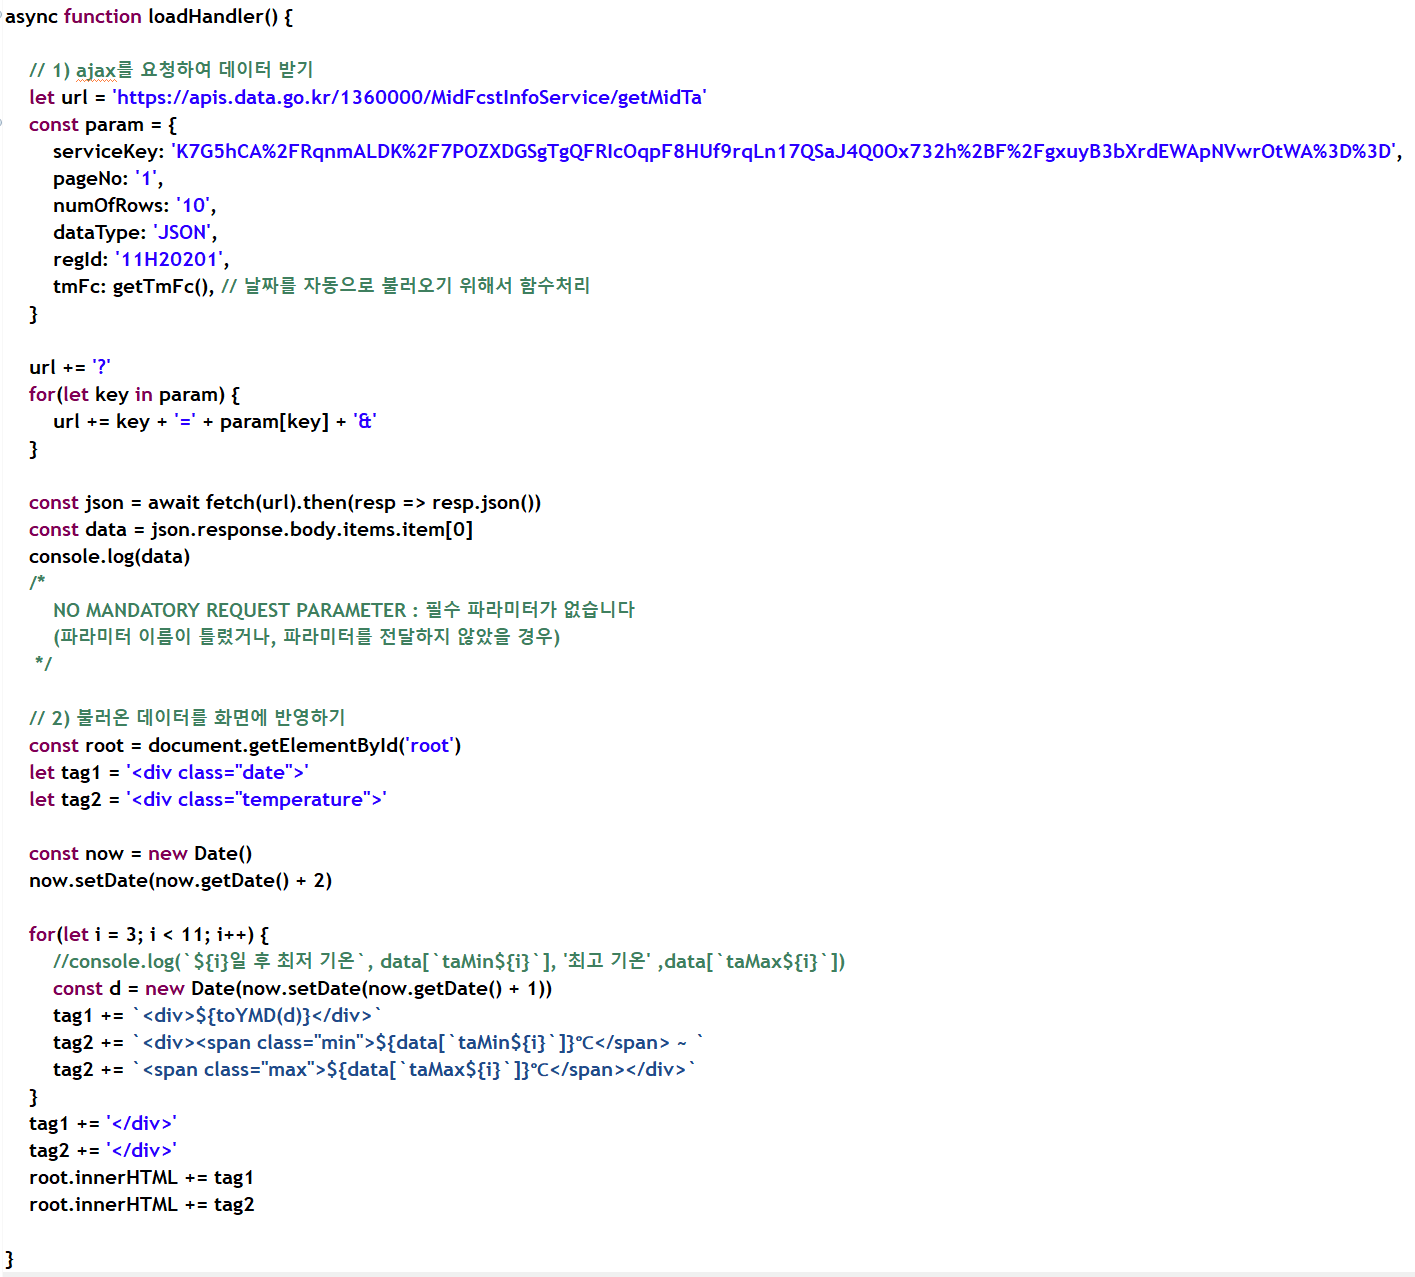 async function loadHandler() {
// 1) ajax를 요청하여 데이터 받기
let url = 'https://apis.data.go.kr/1360000/MidFcstInfoService/getMidTa'
const param = {
serviceKey: 'K7G5hCA%2FRqnmALDK%2F7POZXDGSgTgQFRIcOqpF8HUf9rqLn17QSaJ4Q0Ox732h%2BF%2FgxuyB3bXrdEWApNVwrOtWA%3D%3D',
pageNo: '1',
numOfRows: '10',
dataType: 'JSON',
regId: '11H20201',
tmFc: getTmFc(), // 날짜를 자동으로 불러오기 위해서 함수처리
}
url += '?'
for(let key in param) {
url += key + '=' + param[key] + '&'
}
const json = await fetch(url).then(resp => resp.json())
const data = json.response.body.items.item[0]
console.log(data)
/*
NO MANDATORY REQUEST PARAMETER : 필수 파라미터가 없습니다
(파라미터 이름이 틀렸거나, 파라미터를 전달하지 않았을 경우)
*/
// 2) 불러온 데이터를 화면에 반영하기
const root = document.getElementById('root')
let tag1 = '<div class="date">'
let tag2 = '<div class="temperature">'
const now = new Date()
now.setDate(now.getDate() + 2)
for(let i = 3; i < 11; i++) {
//console.log(`${i}일 후 최저 기온`, data[`taMin${i}`], '최고 기온' ,data[`taMax${i}`])
const d = new Date(now.setDate(now.getDate() + 1))
tag1 += `<div>${toYMD(d)}</div>`
tag2 += `<div><span class="min">${data[`taMin${i}`]}℃</span> ~ `
tag2 += `<span class="max">${data[`taMax${i}`]}℃</span></div>`
}
tag1 += '</div>'
tag2 += '</div>'
root.innerHTML += tag1
root.innerHTML += tag2
}